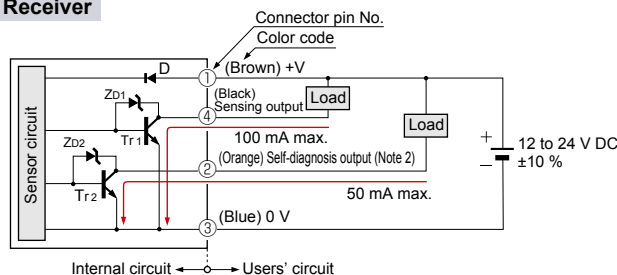 Receiver
Connector pin No.
Color code
D
1
(Brown) +V
ZD1
(Black)
Sensing output
4
Load
Load
Tr1
100 mA max.
Sensor circuit
ZD2
2
(Orange) Self-diagnosis output (Note 2)
+
−
12 to 24 V DC
±10 %
Tr2
50 mA max.
3
(Blue) 0 V
Internal circuit
Users' circuit